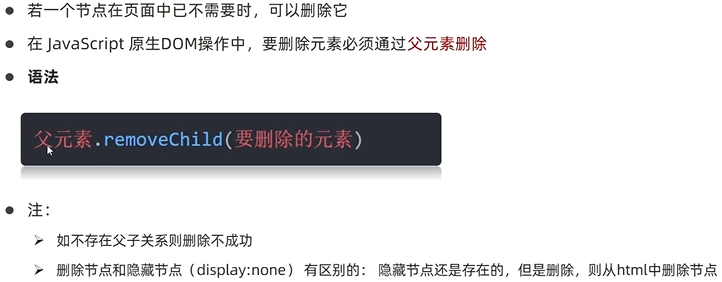 若一个节点在页面中已不需要时，可以删除它
在 JavaScript 原生DOM操作中，要删除元素必须通过父元素删除
语法
父元素.removeChild(要删除的元素)
注：
如不存在父子关系则删除不成功
删除节点和隐藏节点（display:none） 有区别的： 隐藏节点还是存在的，但是删除，则从html中删除节点